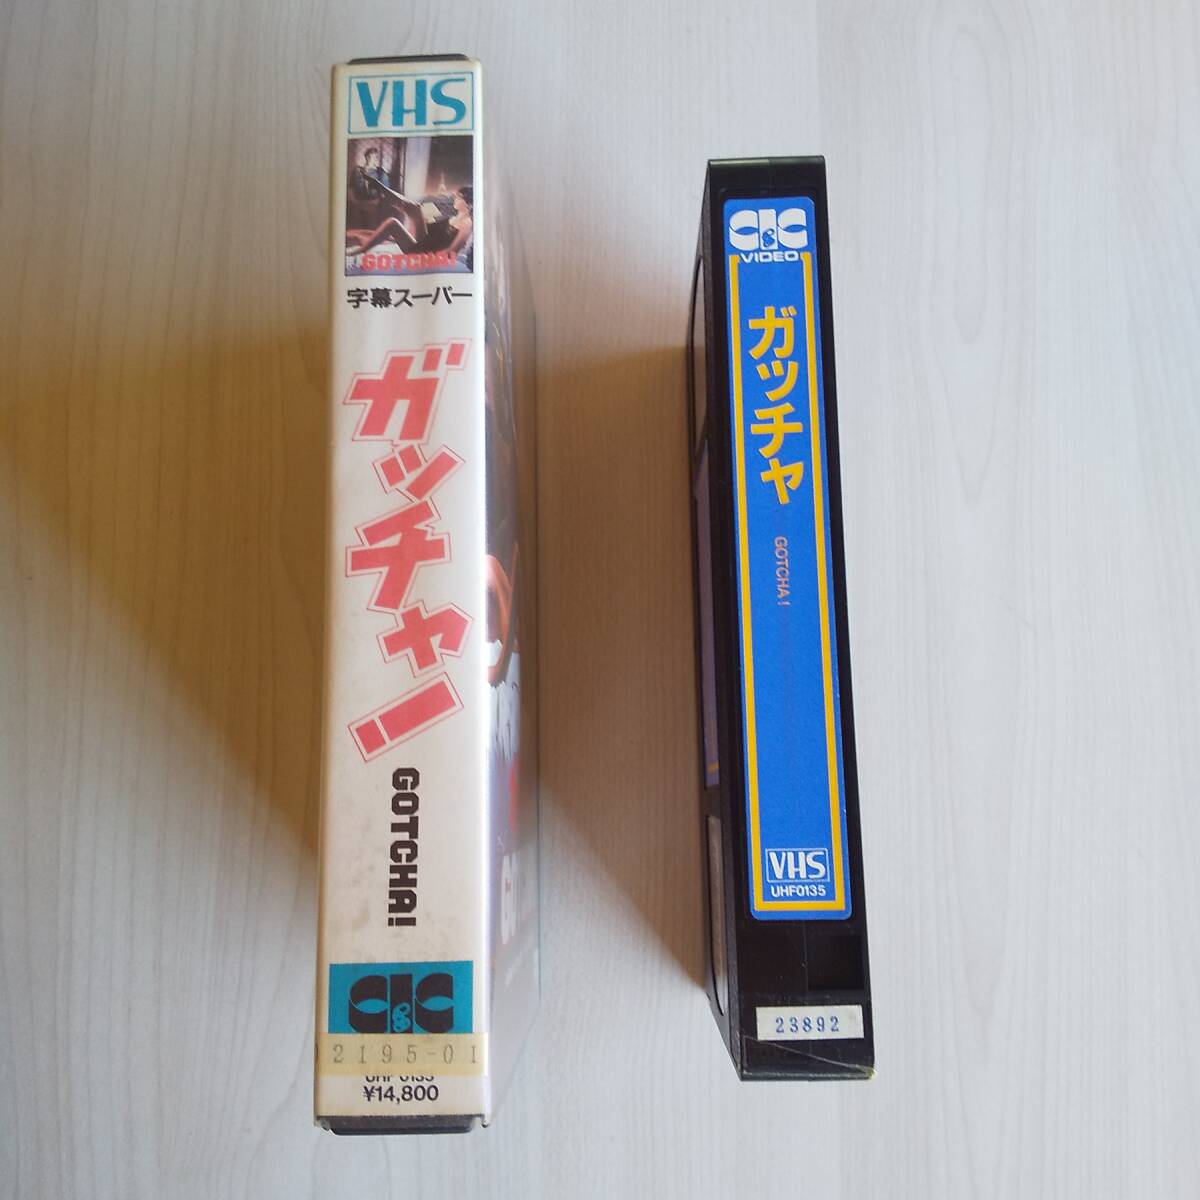 VHS
GOTCHA!
字幕スーパー
ガッチャ!
GOTCHA!
CIC
2195-01
UHF0135
¥14,800
CIC
VIDEO
ガッチャ
GOTCHA!
VHS
UHF0135
23892